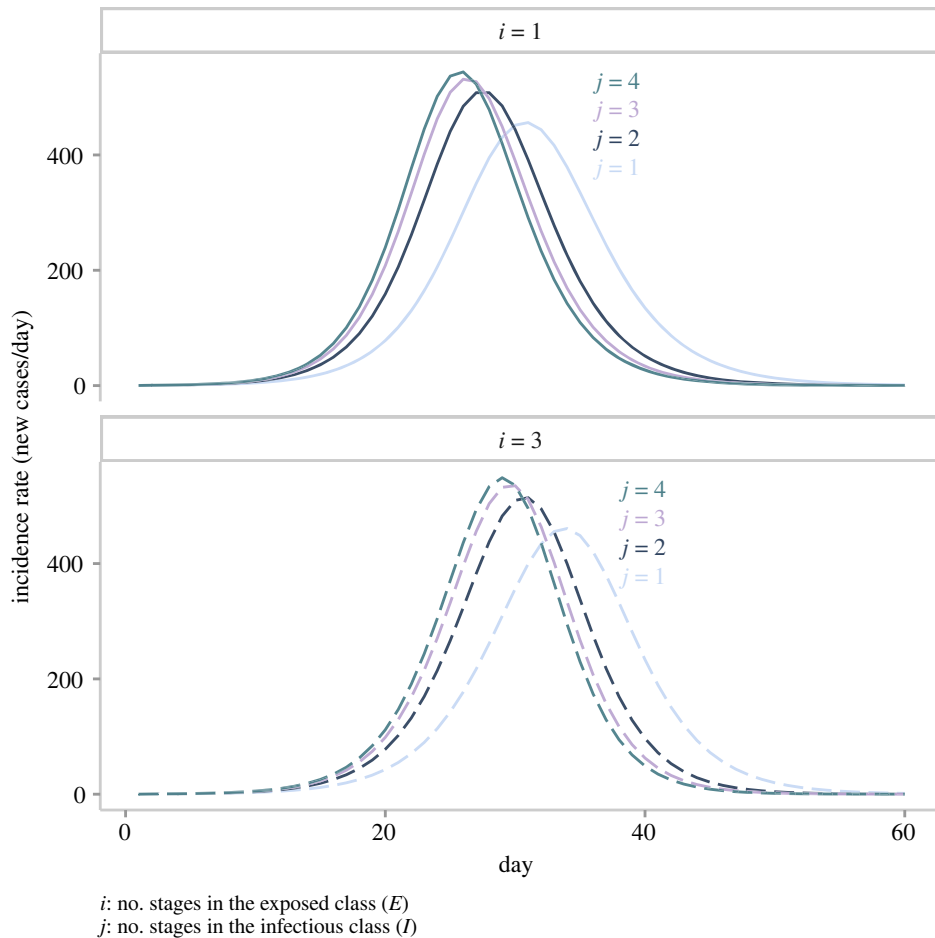 i = 1
j = 4
j = 3
j = 2
j = 1
400
200
0
incidence rate (new cases/day)
i = 3
j = 4
j = 3
j = 2
j = 1
400
200
0
0 20 40 60
day
i: no. stages in the exposed class (E)
j: no. stages in the infectious class (I)